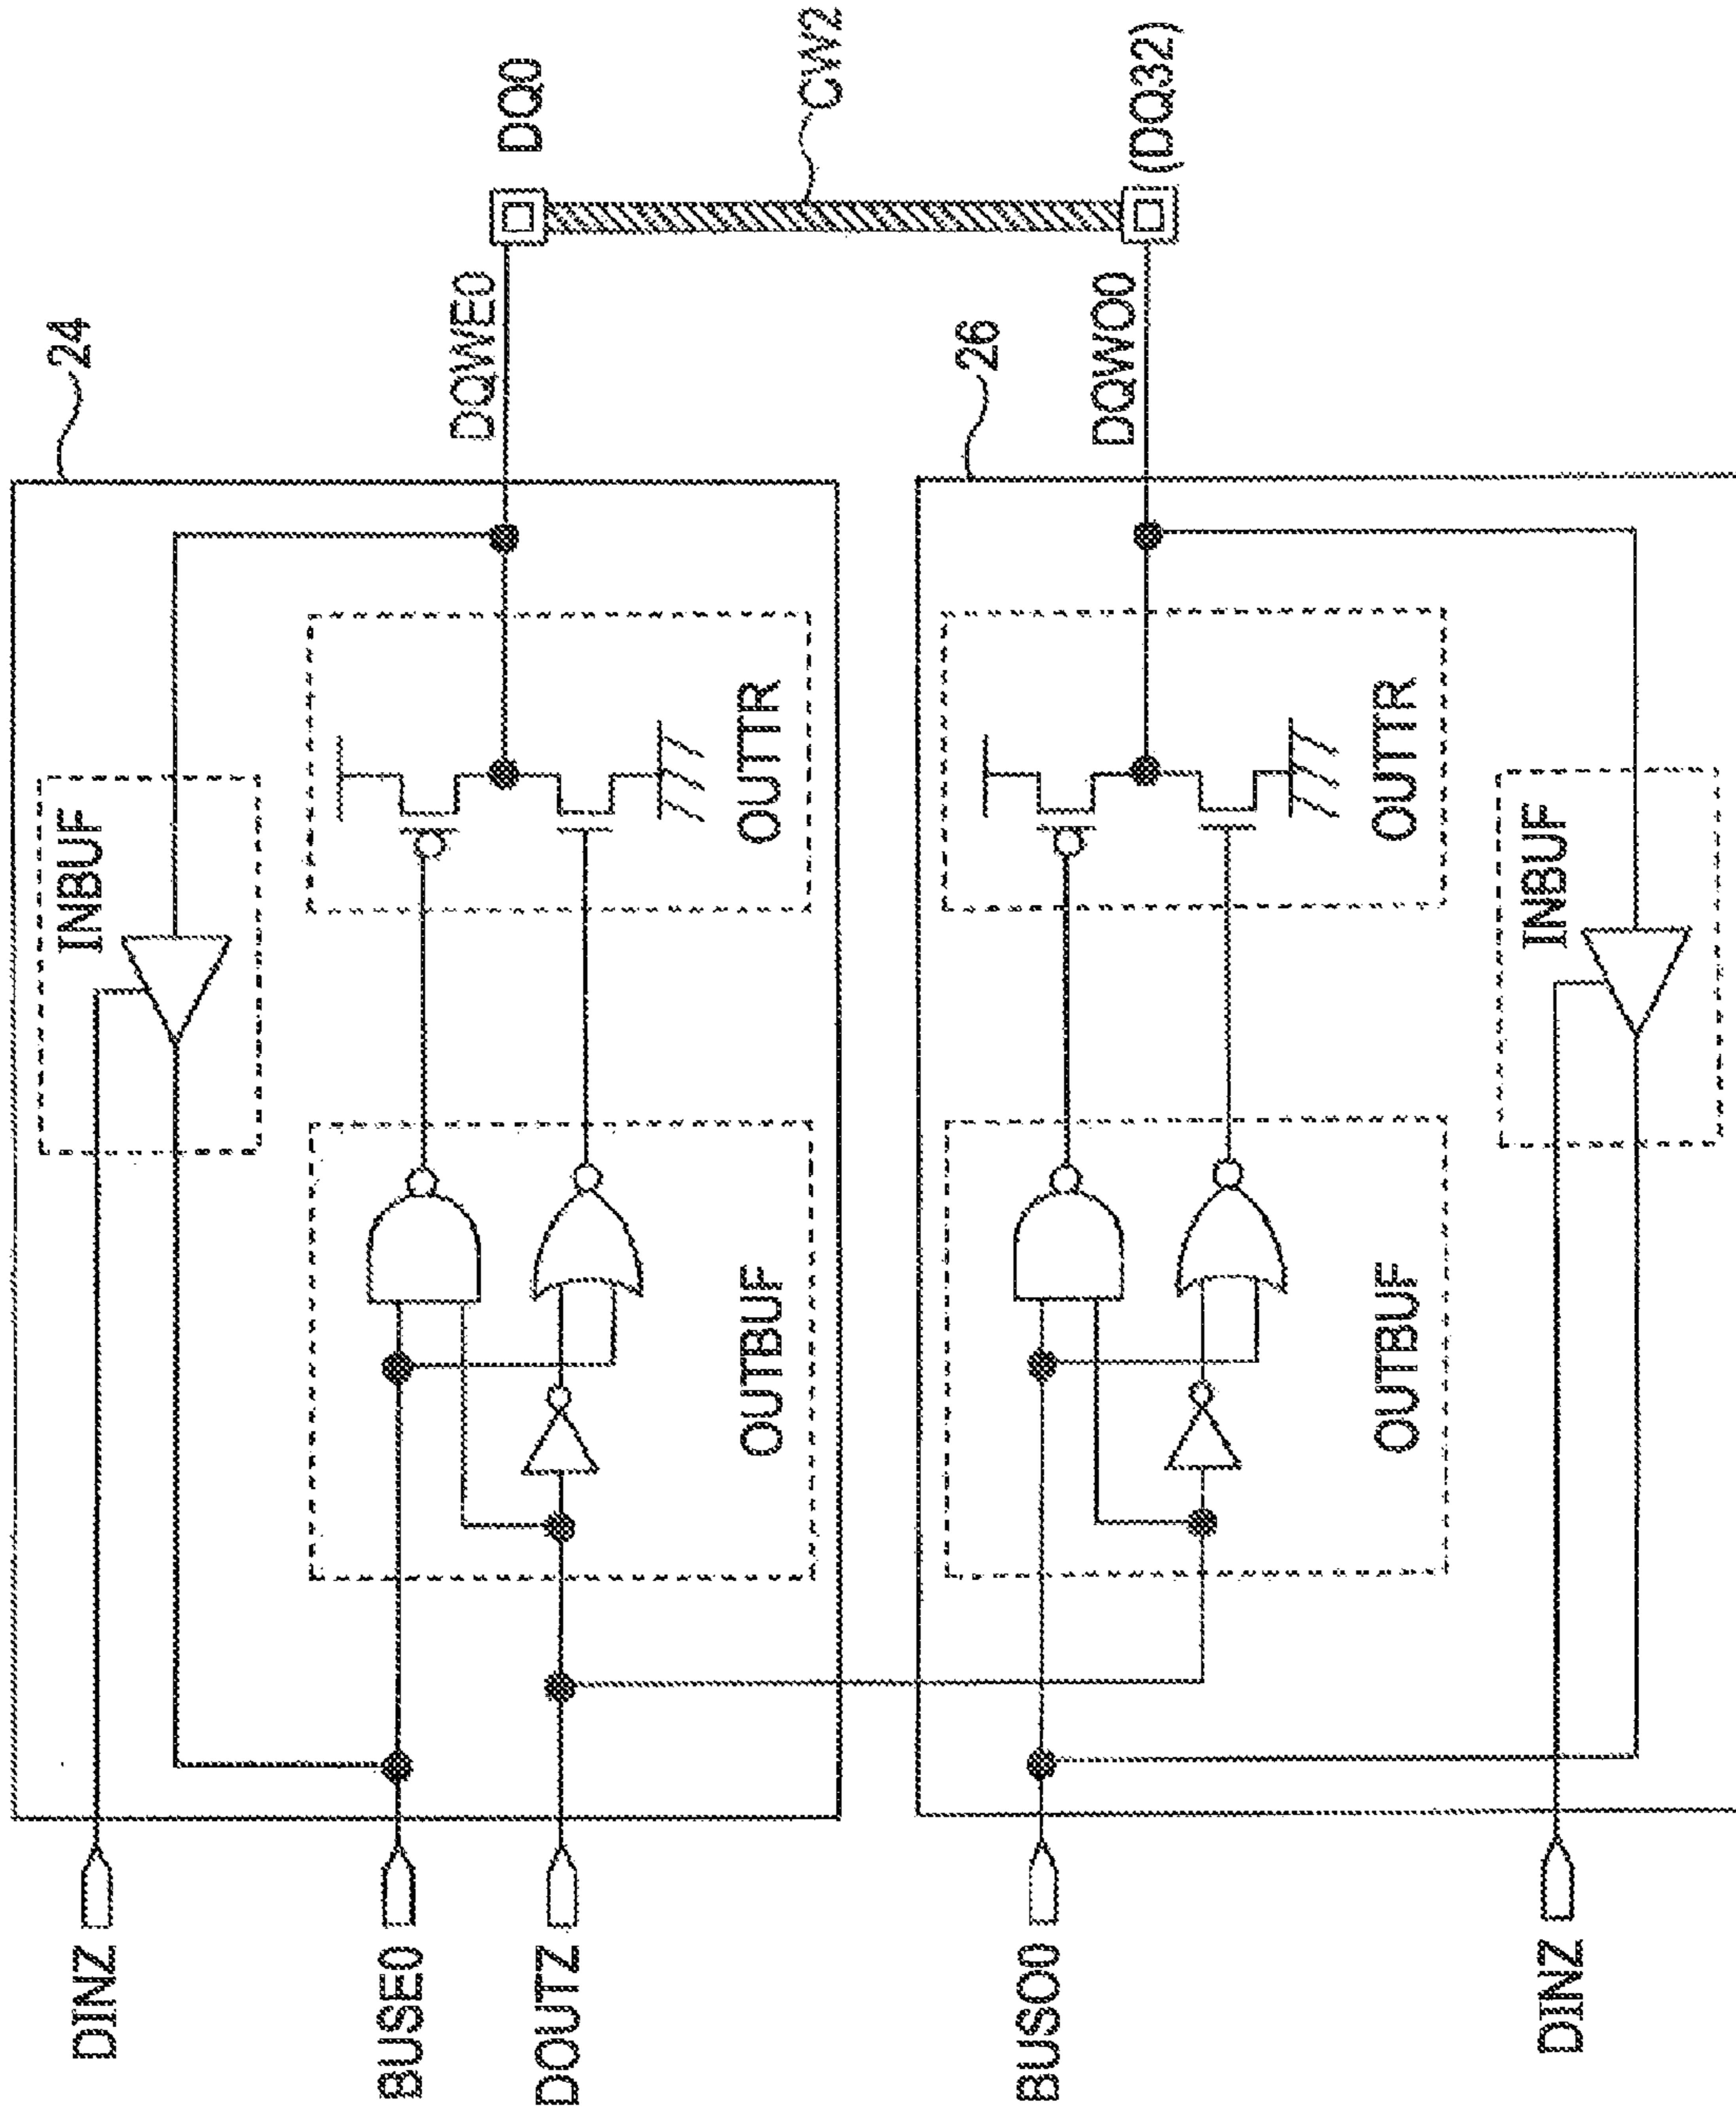 24
DINZ
INBUF
BUSE0
DOUTZ
OUTBUF
OUTTR
DQWE0
DQ0
CW2
26
BUSO0
OUTBUF
OUTTR
DQWO0
(DQ32)
INBUF
DINZ